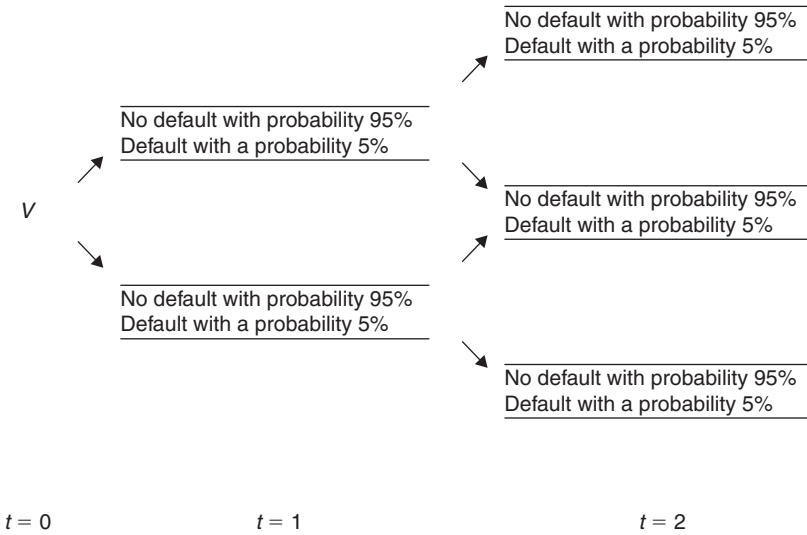 No default with probability 95%
Default with a probability 5%
No default with probability 95%
Default with a probability 5%
V
No default with probability 95%
Default with a probability 5%
No default with probability 95%
Default with a probability 5%
No default with probability 95%
Default with a probability 5%
t = 0
t = 1
t = 2